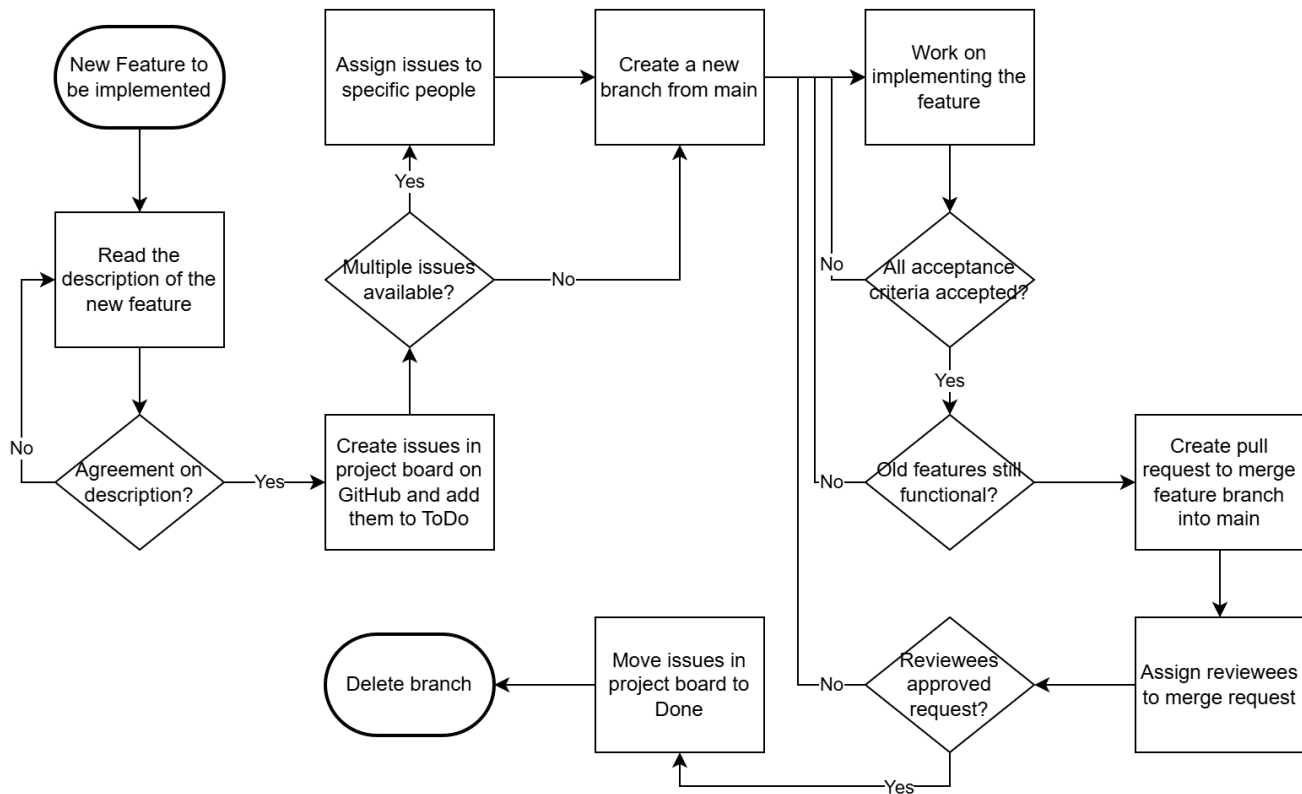 New Feature to
be implemented
Read the
description of the
new feature
No
Agreement on
description?
Yes
Create issues in
project board on
GitHub and add
them to ToDo
Multiple issues
available?
Yes
No
Assign issues to
specific people
Create a new
branch from main
Work on
implementing the
feature
All acceptance
criteria accepted?
No
Yes
Old features still
functional?
No
Create pull
request to merge
feature branch
into main
Assign reviewees
to merge request
Reviewees
approved
request?
No
Yes
Move issues in
project board to
Done
Delete branch